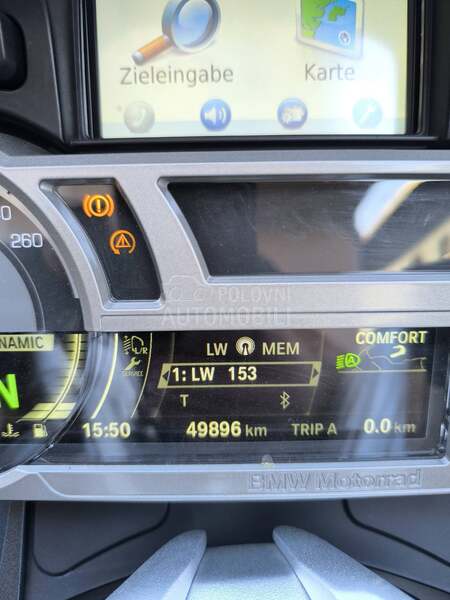 Zieleingabe Karte
260
POLOVNI
AUTOMOBILI
NAMIC
LW MEM
COMFORT
L/R
SERVICE
1: LW 153
N
T
15:50 49896 km TRIP A 0.0 km
BMW Motorrad